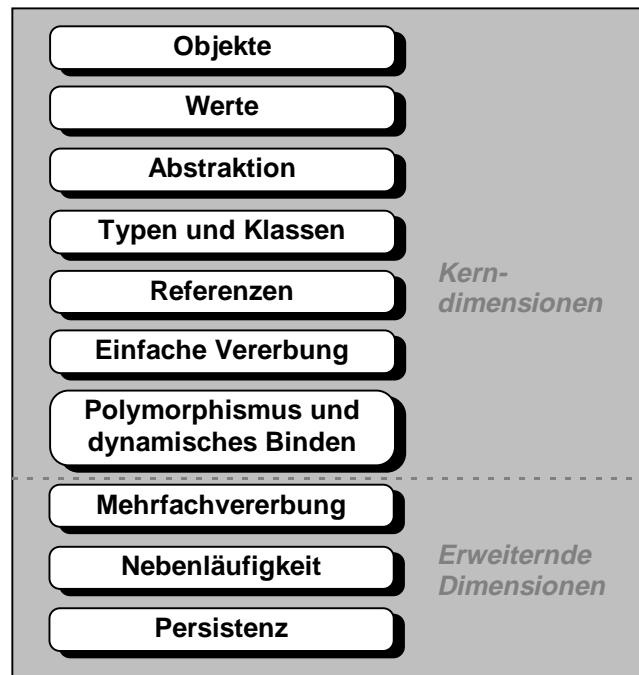 Objekte
Werte
Abstraktion
Typen und Klassen
Referenzen
Einfache Vererbung
Polymorphismus und
dynamisches Binden
Kern-
dimensionen
Mehrfachvererbung
Nebenläufigkeit
Persistenz
Erweiternde
Dimensionen